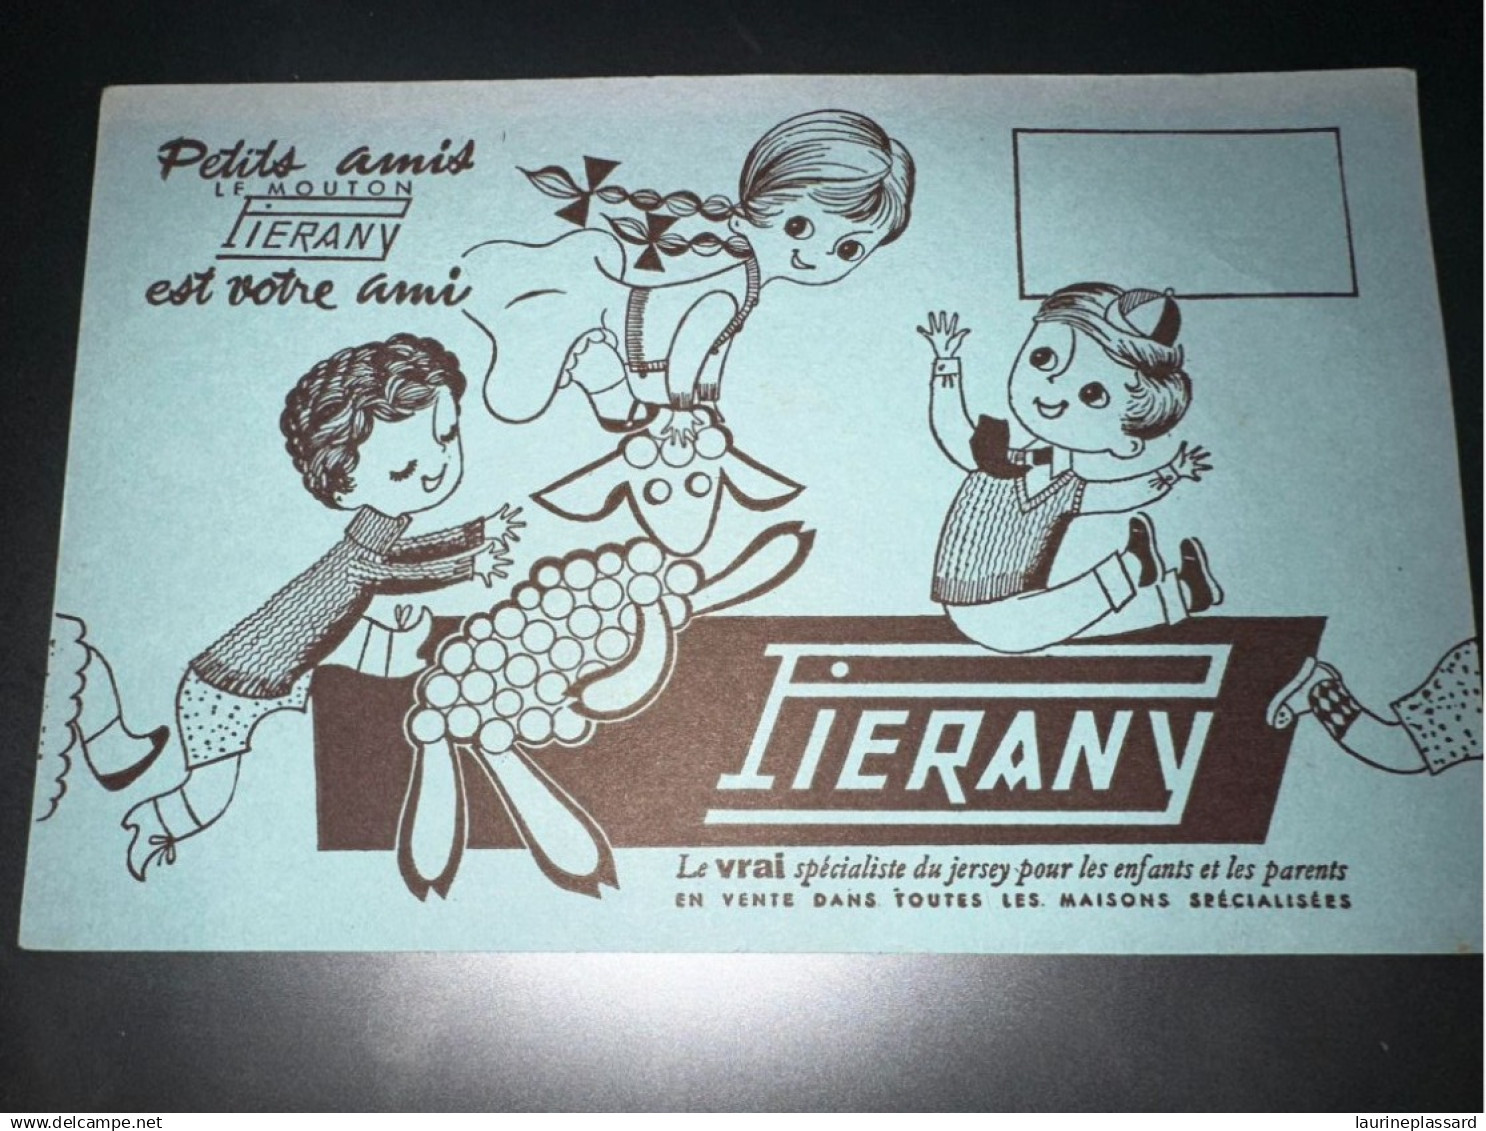 Petits amis
LE MOUTON
PIERANY
est votre ami
PIERANY
Le vrai spécialiste du jersey pour les enfants et les parents
EN VENTE DANS TOUTES LES MAISONS SPÉCIALISÉES
www.delcampe.net
laurineplassard